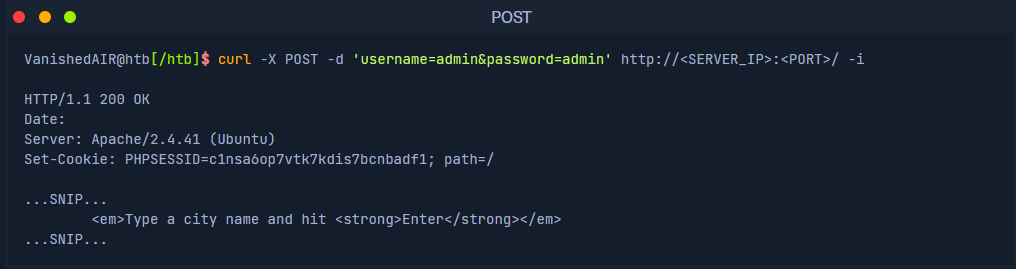 POST
VanishedAIR@htb[/htb]$ curl -X POST -d 'username=admin&password=admin' http://<SERVER_IP>:<PORT>/ -i
HTTP/1.1 200 OK
Date:
Server: Apache/2.4.41 (Ubuntu)
Set-Cookie: PHPSESSID=c1nsa6op7vtk7kdis7bcnbadf1; path=/
...SNIP...
<em>Type a city name and hit <strong>Enter</strong></em>
...SNIP...